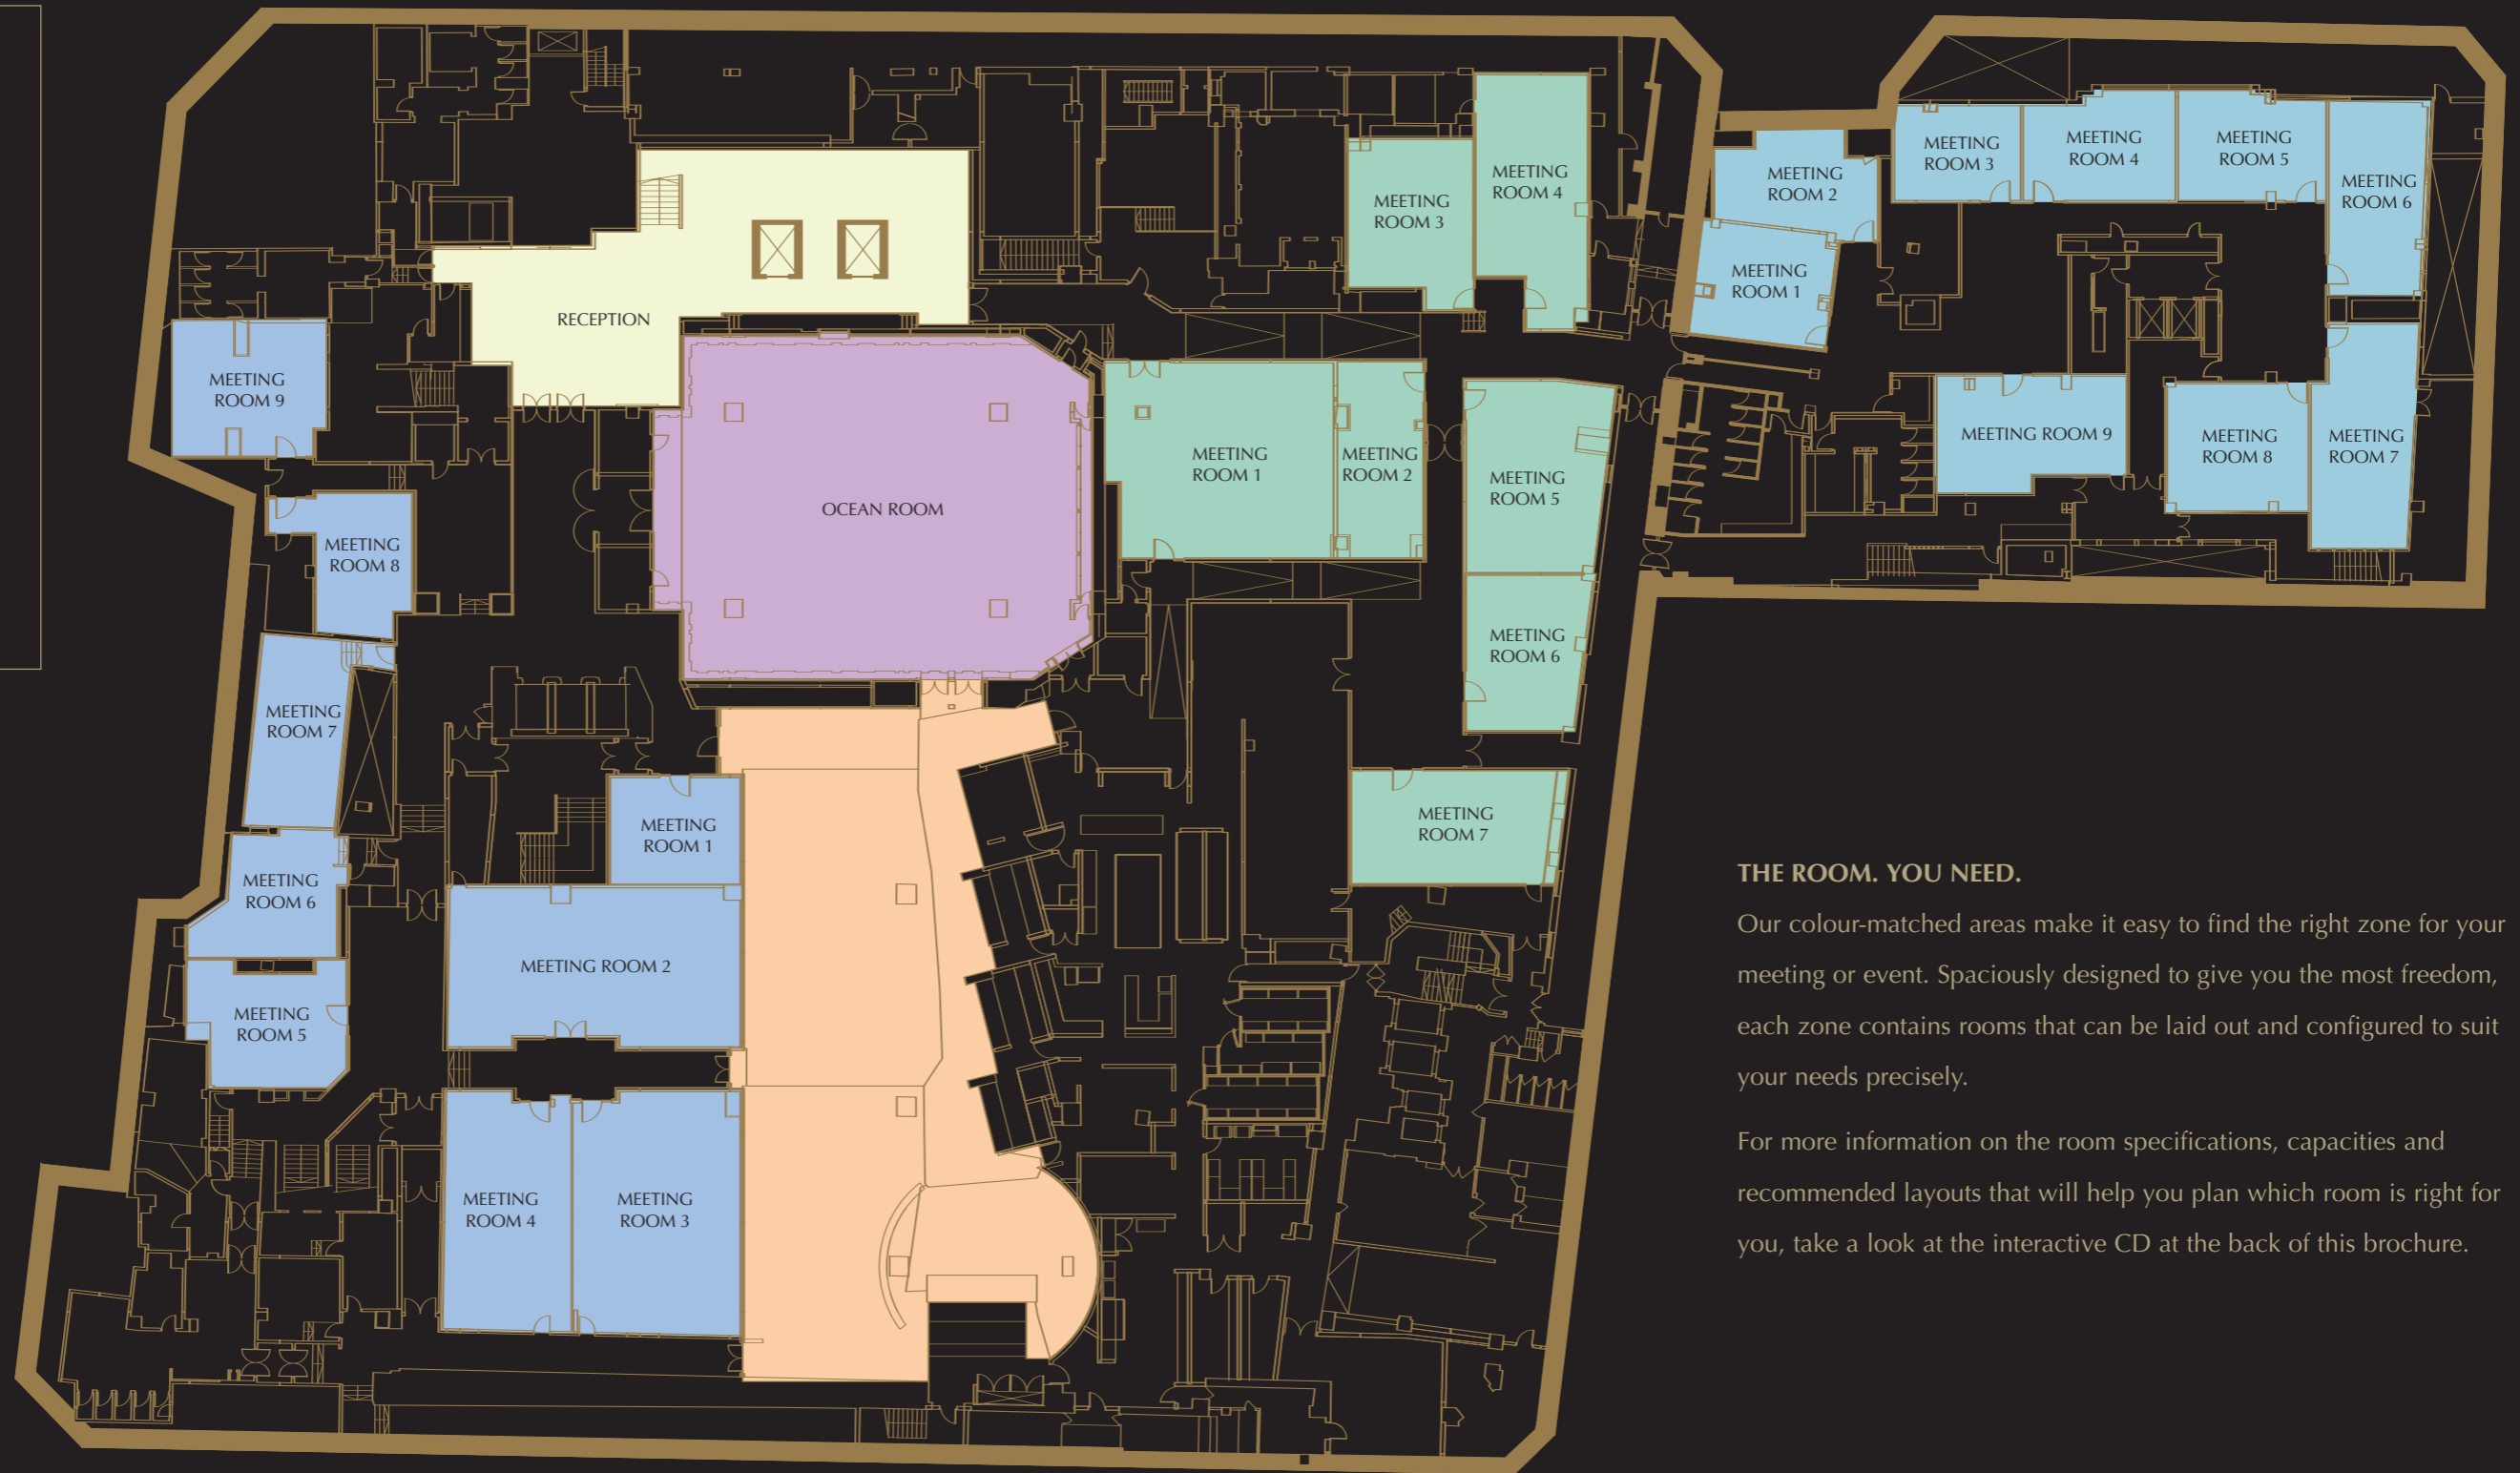 RECEPTION
OCEAN ROOM
MEETING
ROOM 9
MEETING
ROOM 8
MEETING
ROOM 7
MEETING
ROOM 6
MEETING
ROOM 5
MEETING
ROOM 1
MEETING ROOM 2
MEETING
ROOM 4
MEETING
ROOM 3
MEETING
ROOM 3
MEETING
ROOM 4
MEETING
ROOM 1
MEETING
ROOM 2
MEETING
ROOM 5
MEETING
ROOM 6
MEETING
ROOM 7
MEETING
ROOM 2
MEETING
ROOM 1
MEETING
ROOM 3
MEETING
ROOM 4
MEETING
ROOM 5
MEETING
ROOM 6
MEETING ROOM 9
MEETING
ROOM 8
MEETING
ROOM 7
THE ROOM. YOU NEED.
Our colour-matched areas make it easy to find the right zone for your
meeting or event. Spaciously designed to give you the most freedom,
each zone contains rooms that can be laid out and configured to suit
your needs precisely.
For more information on the room specifications, capacities and
recommended layouts that will help you plan which room is right for
you, take a look at the interactive CD at the back of this brochure.